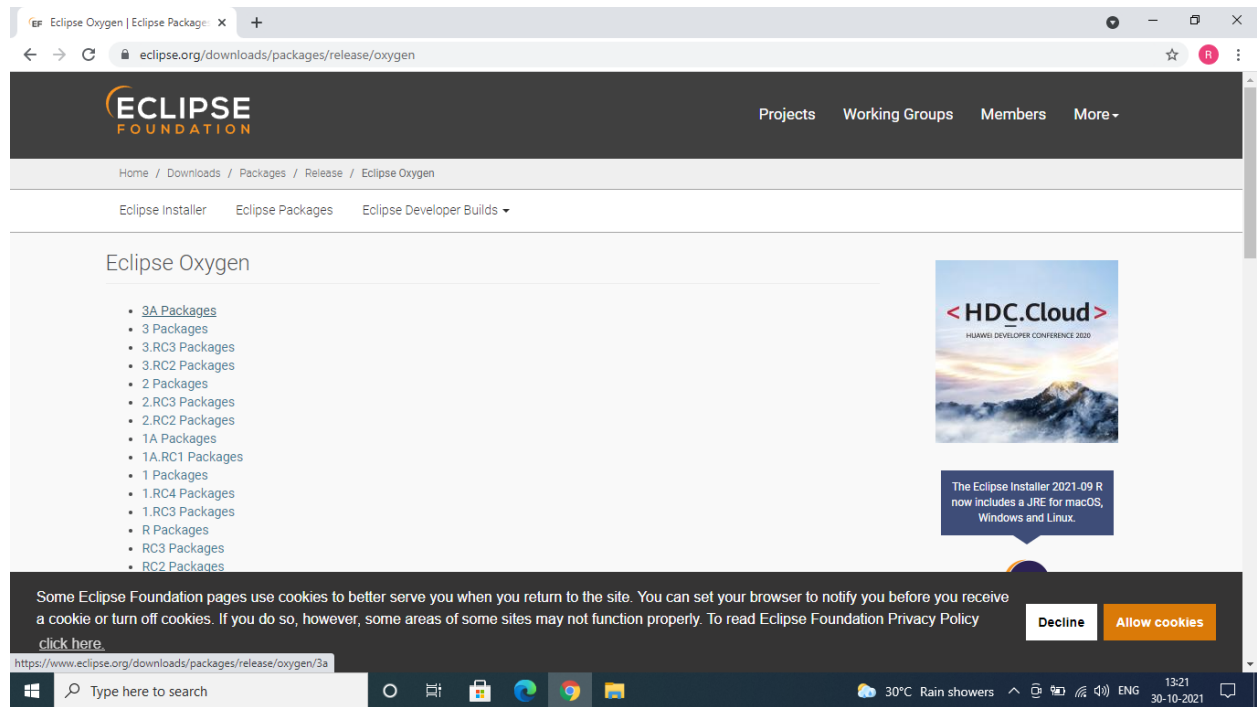 Eclipse Oxygen | Eclipse Package
eclipse.org/downloads/packages/release/oxygen
R
ECLIPSE
FOUNDATION
Projects Working Groups Members More
Home / Downloads / Packages / Release / Eclipse Oxygen
Eclipse Installer Eclipse Packages Eclipse Developer Builds
Eclipse Oxygen
3A Packages
3 Packages
3.RC3 Packages
3.RC2 Packages
2 Packages
2.RC3 Packages
2.RC2 Packages
1A Packages
1A.RC1 Packages
1 Packages
1.RC4 Packages
1.RC3 Packages
R Packages
RC3 Packages
RC2 Packages
<HDC.Cloud>
HUAWEI DEVELOPER CONFERENCE 2020
The Eclipse Installer 2021-09 R
now includes a JRE for macOS,
Windows and Linux.
Some Eclipse Foundation pages use cookies to better serve you when you return to the site. You can set your browser to notify you before you receive
a cookie or turn off cookies. If you do so, however, some areas of some sites may not function properly. To read Eclipse Foundation Privacy Policy
click here.
Decline Allow cookies
https://www.eclipse.org/downloads/packages/release/oxygen/3a
Type here to search
30°C Rain showers ENG
13:21
30-10-2021